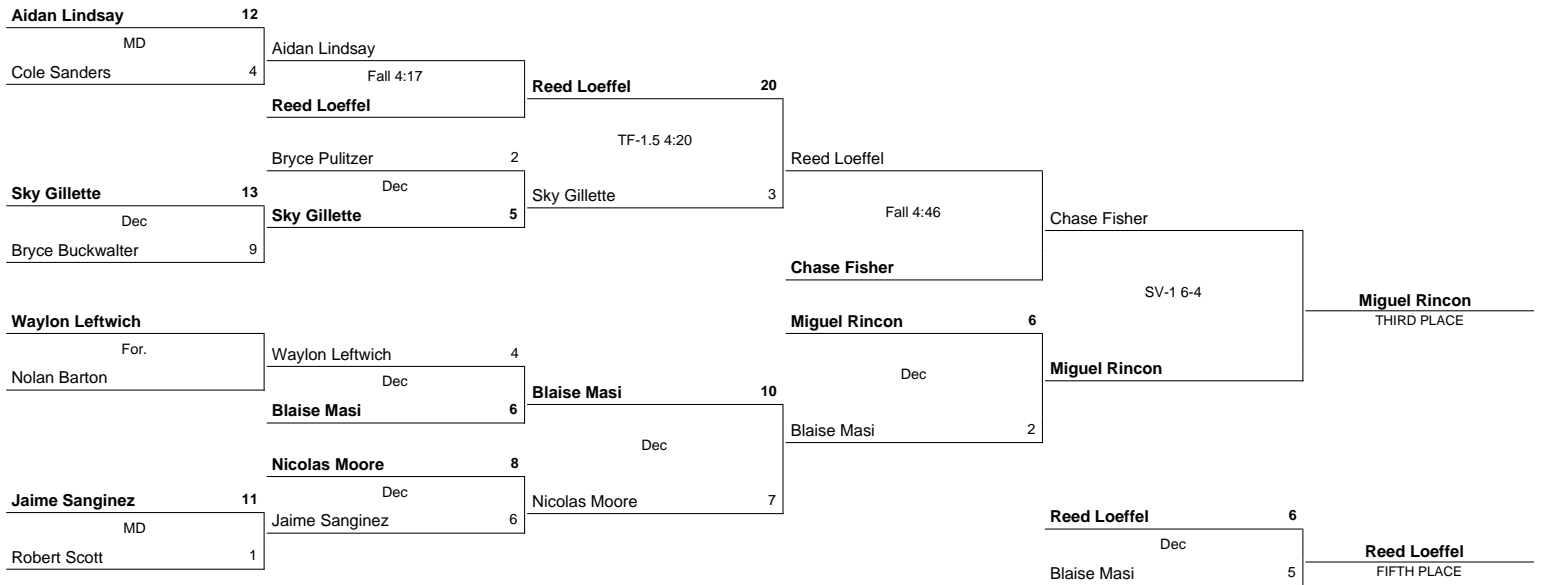 Aidan Lindsay 12
MD
Cole Sanders 4
Sky Gillette 13
Dec
Bryce Buckwalter 9
Waylon Leftwich
For.
Nolan Barton
Jaime Sanginez 11
MD
Robert Scott 1
Aidan Lindsay
Fall 4:17
Reed Loeffel
Bryce Pulitzer 2
Dec
Sky Gillette 5
Waylon Leftwich 4
Dec
Blaise Masi 6
Nicolas Moore 8
Dec
Jaime Sanginez 6
Reed Loeffel 20
TF-1.5 4:20
Sky Gillette 3
Blaise Masi 10
Dec
Nicolas Moore 7
Reed Loeffel
Fall 4:46
Chase Fisher
Miguel Rincon 6
Dec
Blaise Masi 2
Chase Fisher
SV-1 6-4
Miguel Rincon
Miguel Rincon
THIRD PLACE
Reed Loeffel 6
Dec
Blaise Masi 5
Reed Loeffel
FIFTH PLACE